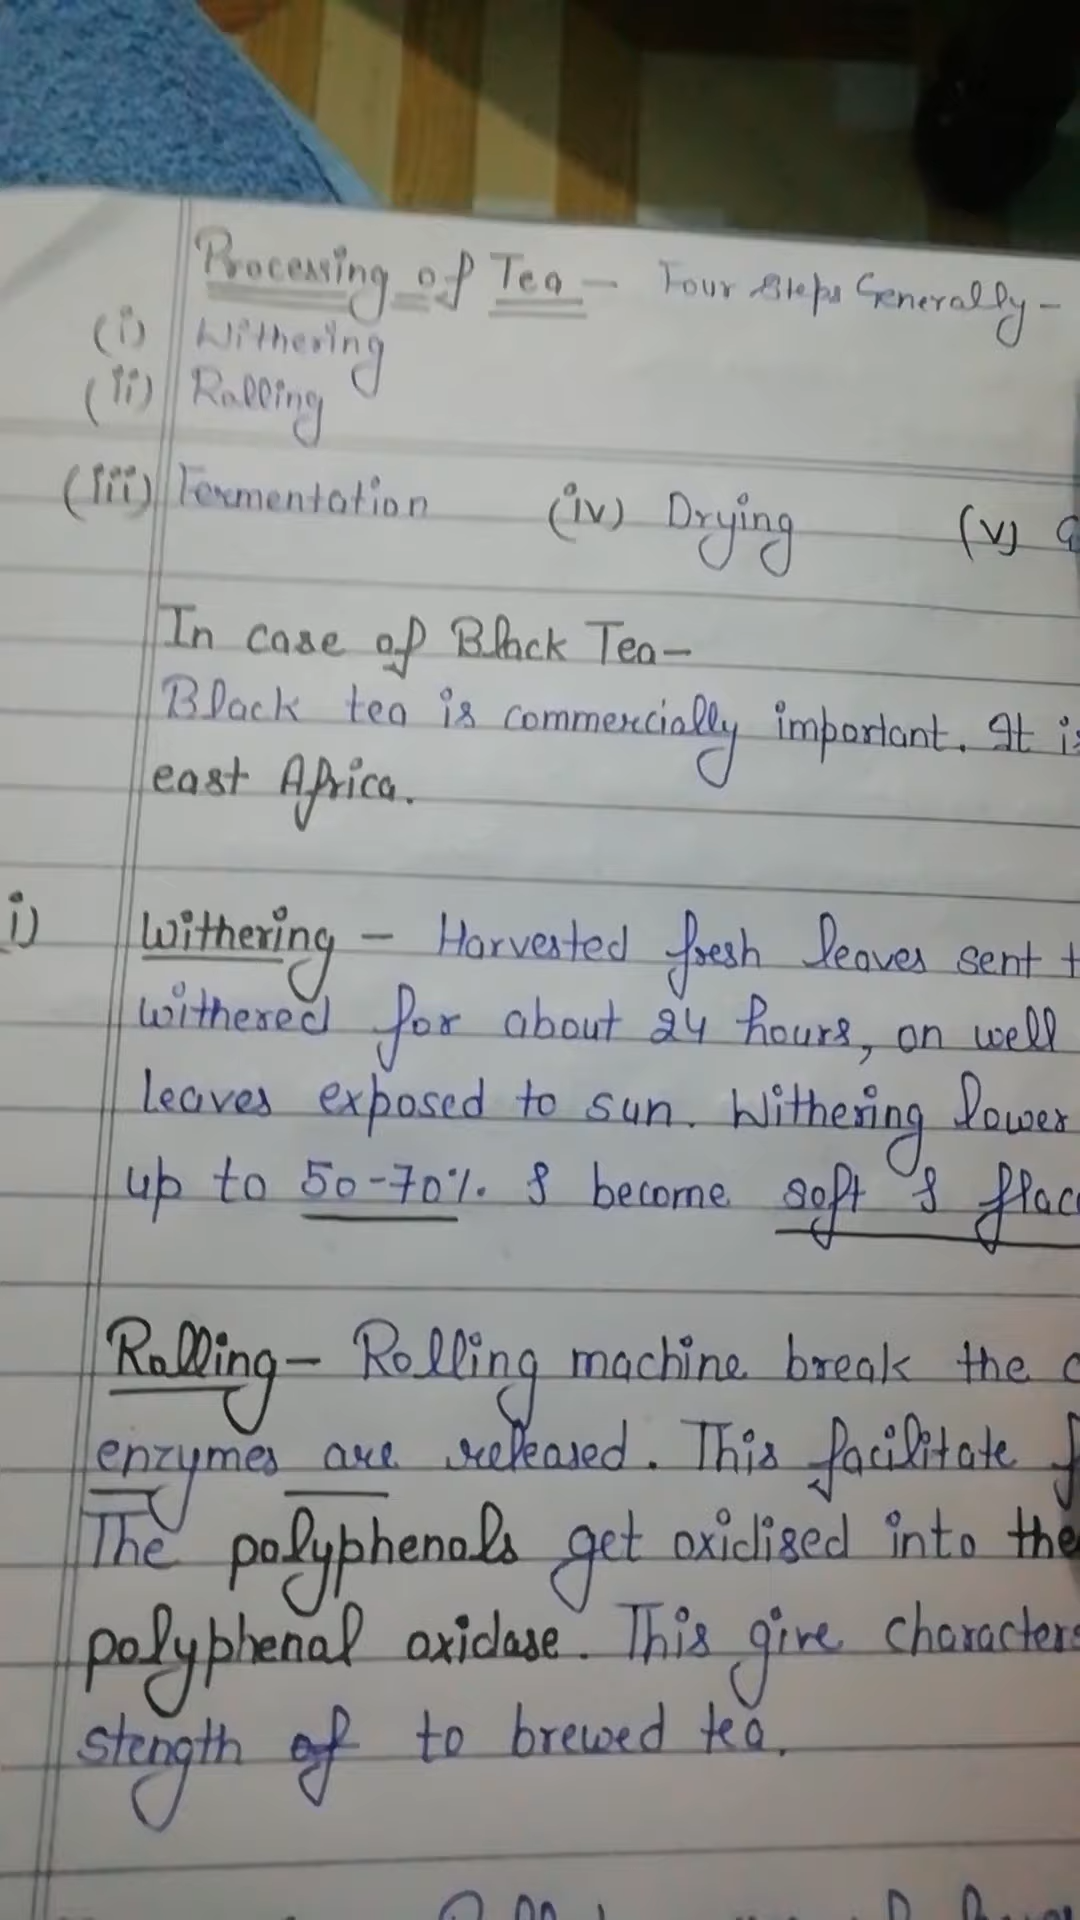 Processing of Tea - Four Steps Generally -
(i) Withering
(ii) Rolling
(iii) Fermentation (iv) Drying (v)
In case of Black Tea-
Black tea is commercially important. It
east Africa.
i) Withering - Harvested fresh leaves sent
withered for about 24 hours, on well
leaves exposed to sun. Withering lower
up to 50-70%. & become soft &
Rolling - Rolling machine break the
enzymes are released. This facilitate
The polyphenols get oxidised into the
polyphenol oxidase. This give
stength of to brewed tea.